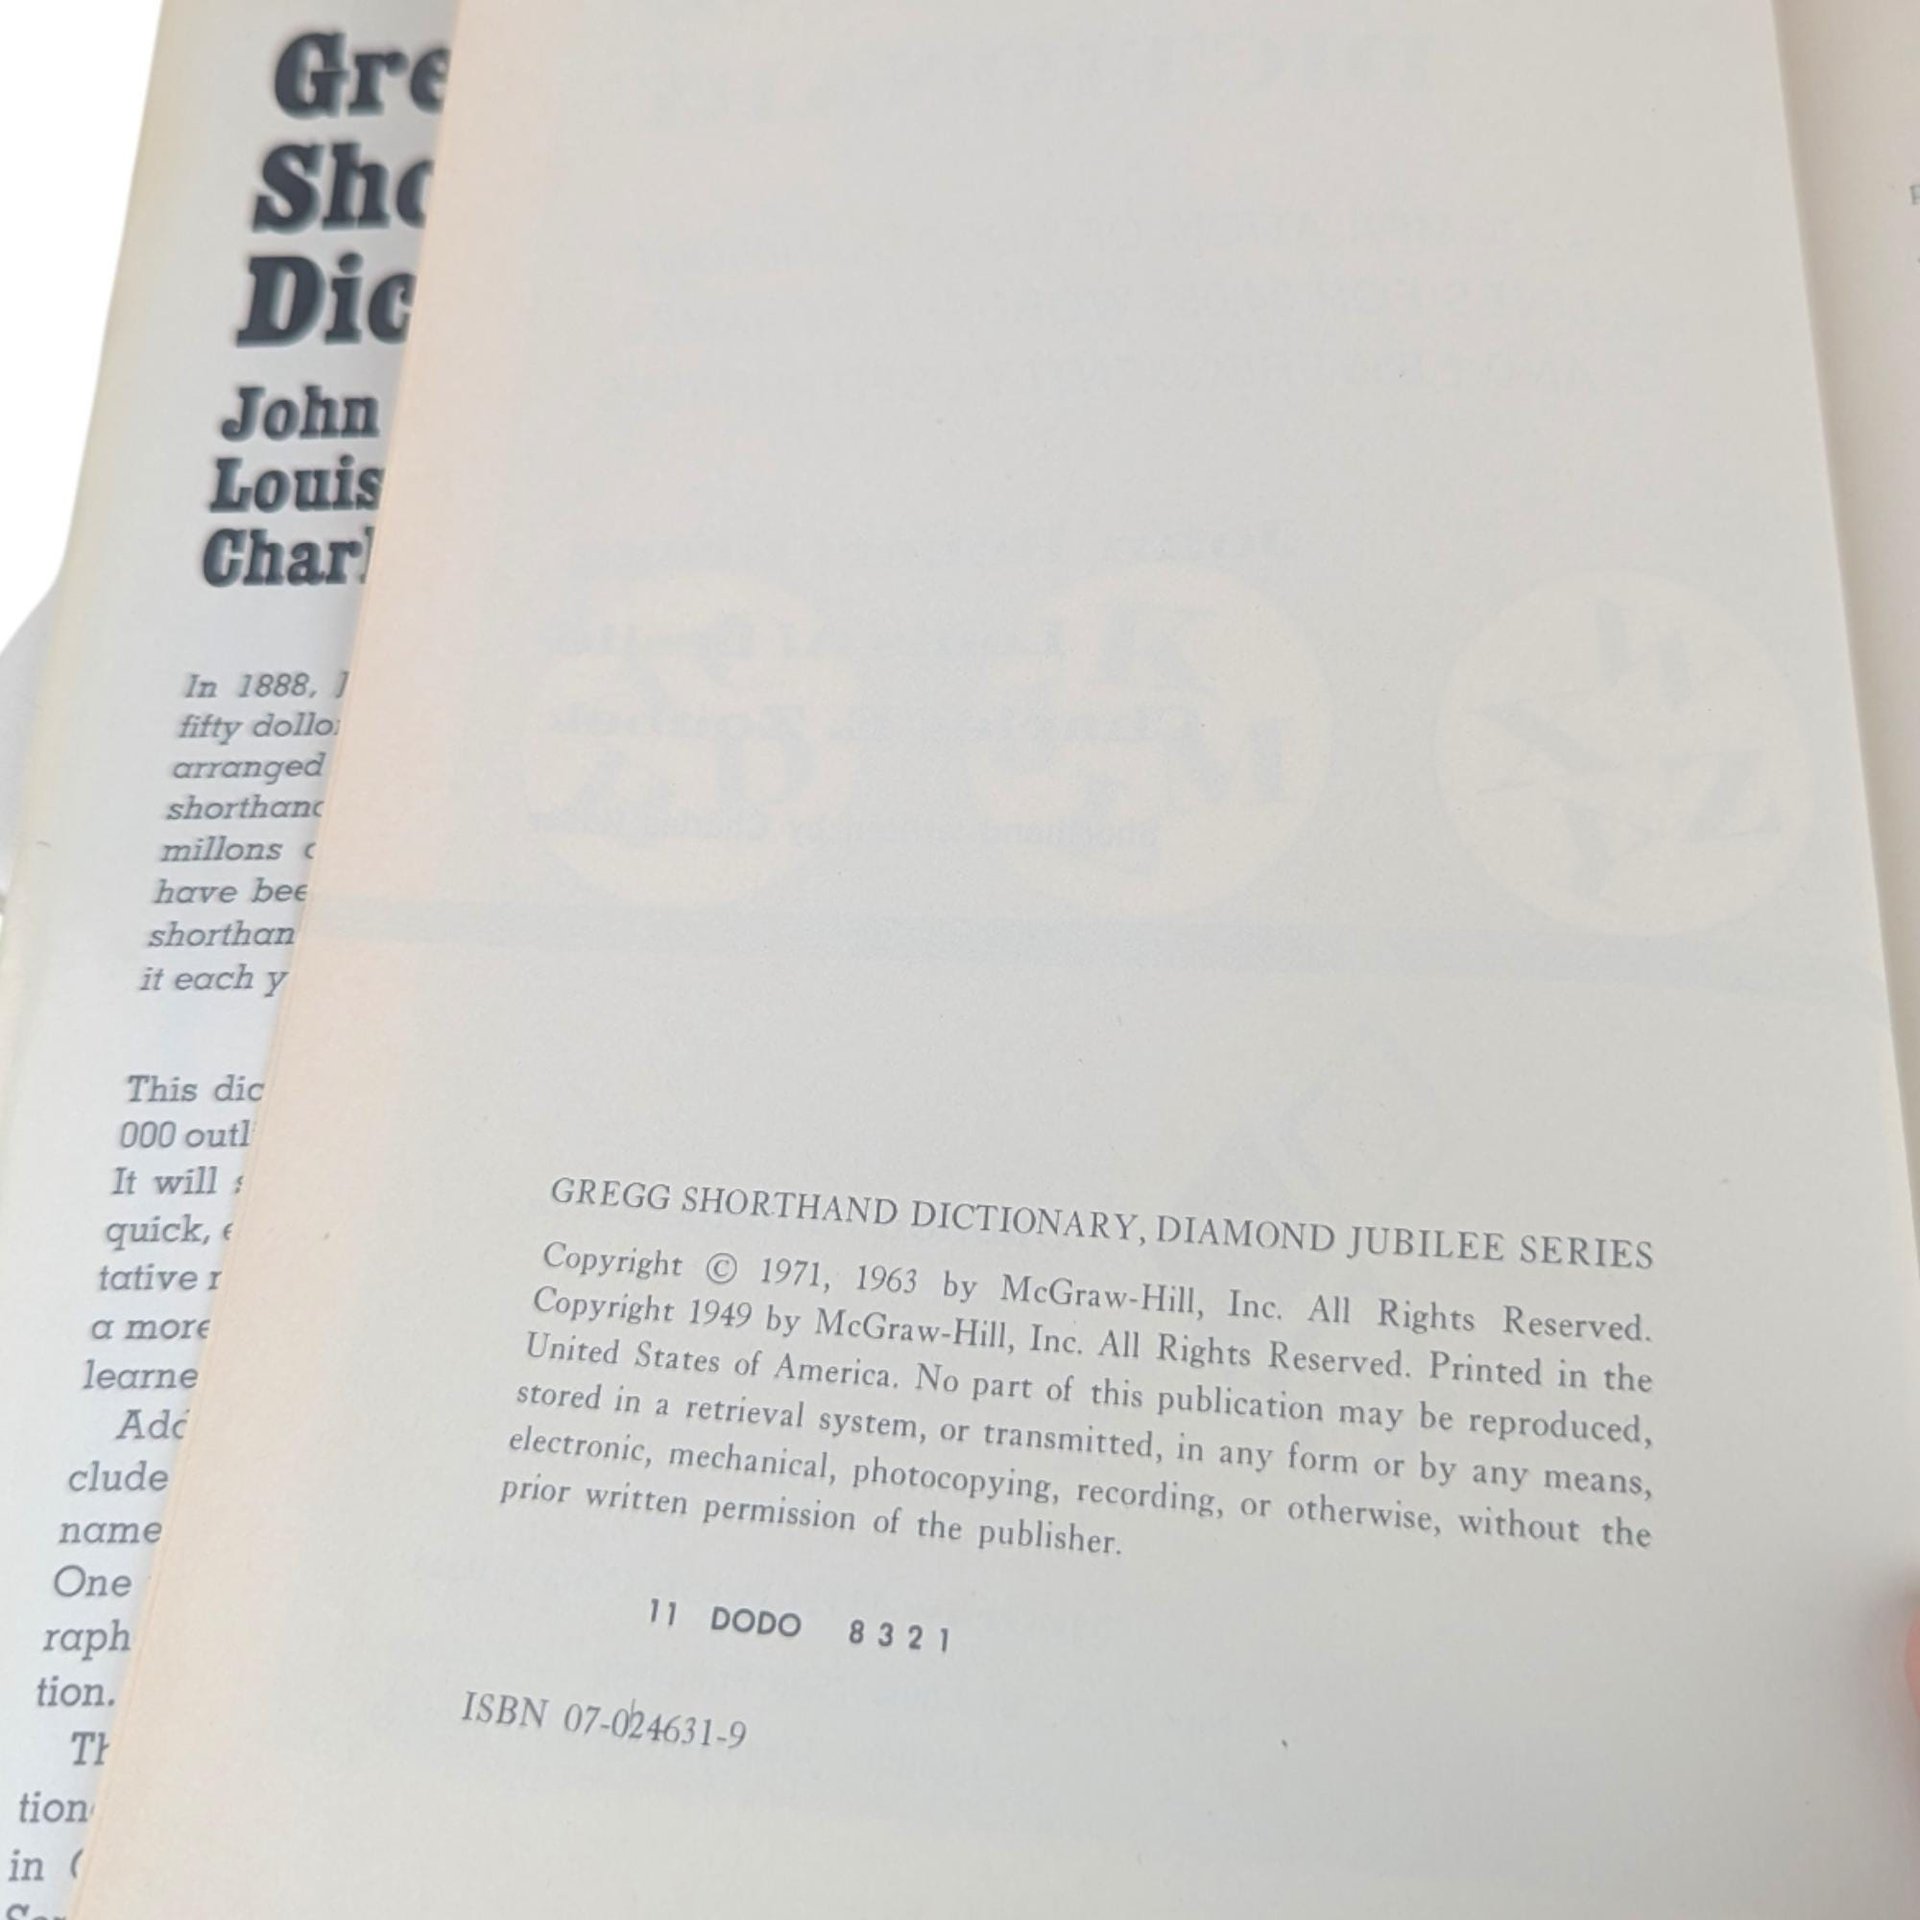 Gre
Sho
Dic
John
Louis
Charl
In 1888, J
fifty dollar
arranged
shorthand
millons
have bee
shorthan
it each y
This dic
000 outl
It will
quick,
tative r
a more
learne
Add
clude
name
One
raph
tion.
Th
tion
in
GREGG SHORTHAND DICTIONARY, DIAMOND JUBILEE SERIES
Copyright © 1971, 1963 by McGraw-Hill, Inc. All Rights Reserved.
Copyright 1949 by McGraw-Hill, Inc. All Rights Reserved. Printed in the
United States of America. No part of this publication may be reproduced,
stored in a retrieval system, or transmitted, in any form or by any means,
electronic, mechanical, photocopying, recording, or otherwise, without the
prior written permission of the publisher.
11 DODO 8 3 2 1
ISBN 07-024631-9